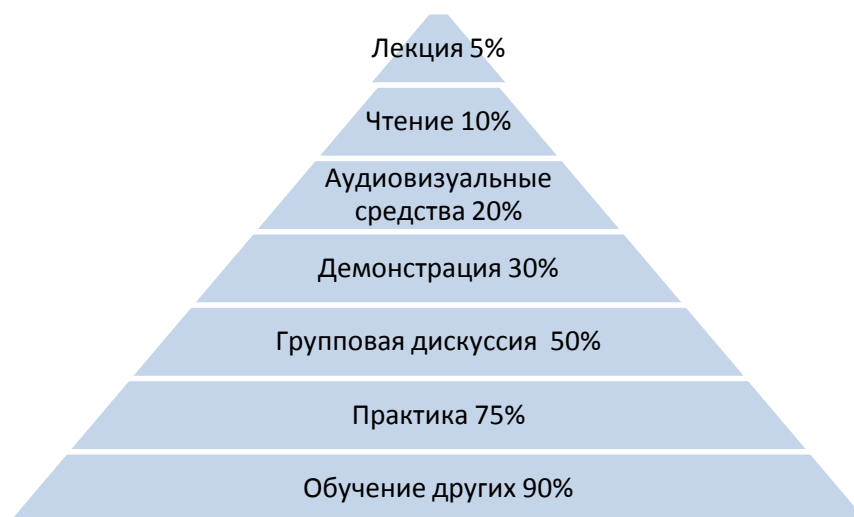 Лекция 5%
Чтение 10%
Аудиовизуальные
средства 20%
Демонстрация 30%
Групповая дискуссия  50%
Практика 75%
Обучение других 90%